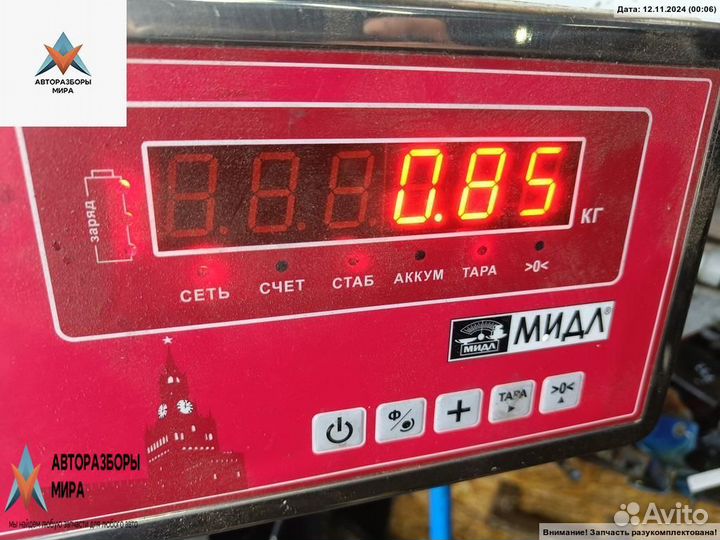 Дата: 12.11.2024 (00:06)
АВТОРАЗБОРЫ
МИРА
заряд
0.85
КГ
СЕТЬ СЧЕТ СТАБ АККУМ ТАРА >0<
МИДЛ
МИДЛ®
Ф
ТАРА
>0<
АВТОРАЗБОРЫ
МИРА
мы найдем любую запчасть для любого авто
Avito
Внимание! Запчасть разукомплектована!